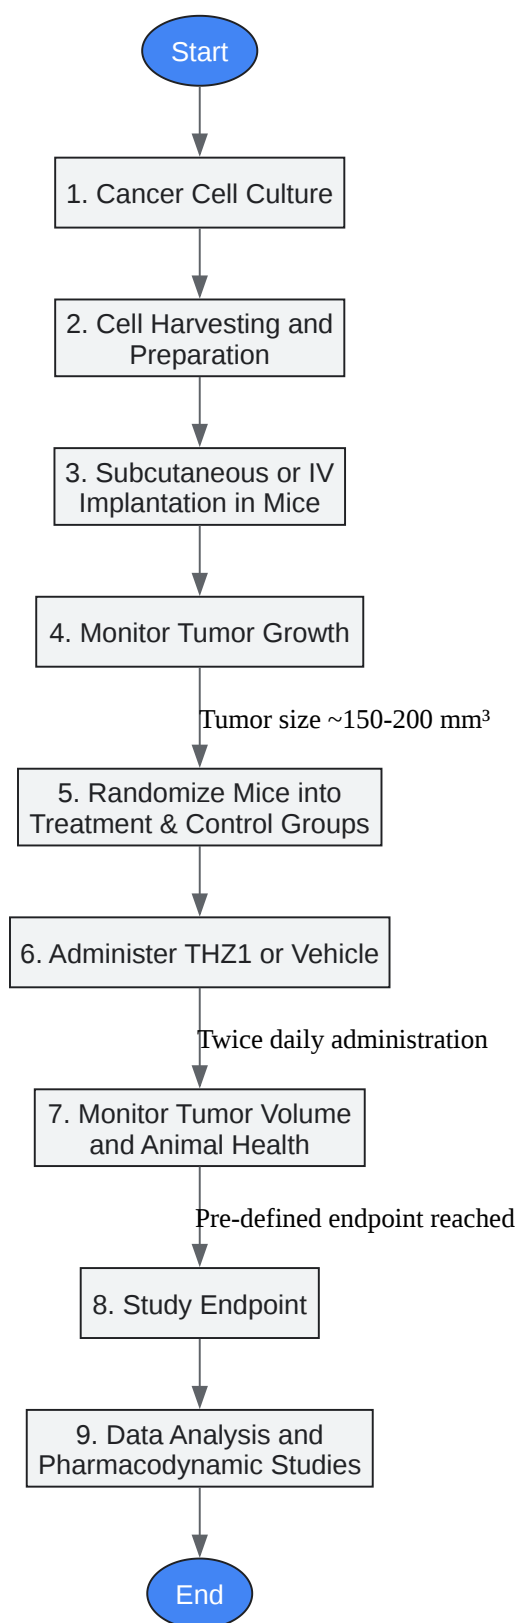 Start
1. Cancer Cell Culture
2. Cell Harvesting and
Preparation
3. Subcutaneous or IV
Implantation in Mice
4. Monitor Tumor Growth
Tumor size ~150-200 mm³
5. Randomize Mice into
Treatment & Control Groups
6. Administer THZ1 or Vehicle
Twice daily administration
7. Monitor Tumor Volume
and Animal Health
Pre-defined endpoint reached
8. Study Endpoint
9. Data Analysis and
Pharmacodynamic Studies
End